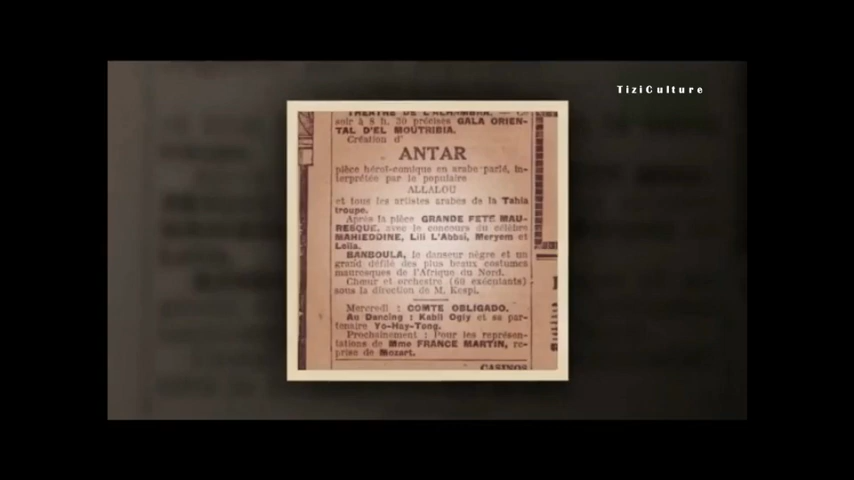 TiziCulture
THEATRE DE L'ALHAMBRA. — Ce
soir à 8 h. 30 précises GALA ORIEN-
TAL D'EL MOUTRIBIA.
Création d'
ANTAR
pièce héroï-comique en arabe parlé, in-
terprétée par le populaire
ALLALOU
et tous les artistes arabes de la Tahia
troupe.
Après la pièce GRANDE FETE MAU-
RESQUE, avec le concours du célèbre
MAHIEDDINE, Lili L'Abbai, Meryem et
Leila.
BANBOULA, le danseur nègre et un
grand défilé des plus beaux costumes
mauresques de l'Afrique du Nord.
Chœur et orchestre (60 exécutants)
sous la direction de M. Kespi.
Mercredi : COMTE OBLIGADO.
Au Dancing : Kabil Ogly et sa par-
tenaire Yo-Hay-Tong.
Prochainement : Pour les représen-
tations de Mme FRANCE MARTIN, re-
prise de Mozart.
CASINOS